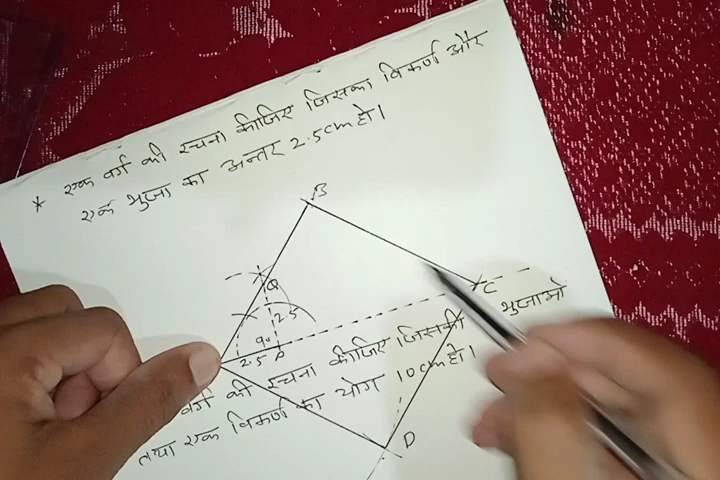 * एक वर्ग की रचना कीजिए जिसका विकर्ण और
एक भुजा का अन्तर 2.5cm हो।
B
Q
2.5
90
2.5
P
C
वर्ग की रचना कीजिए जिसकी भुजाओ
तथा एक विकर्ण का योग 10cm हो।
D